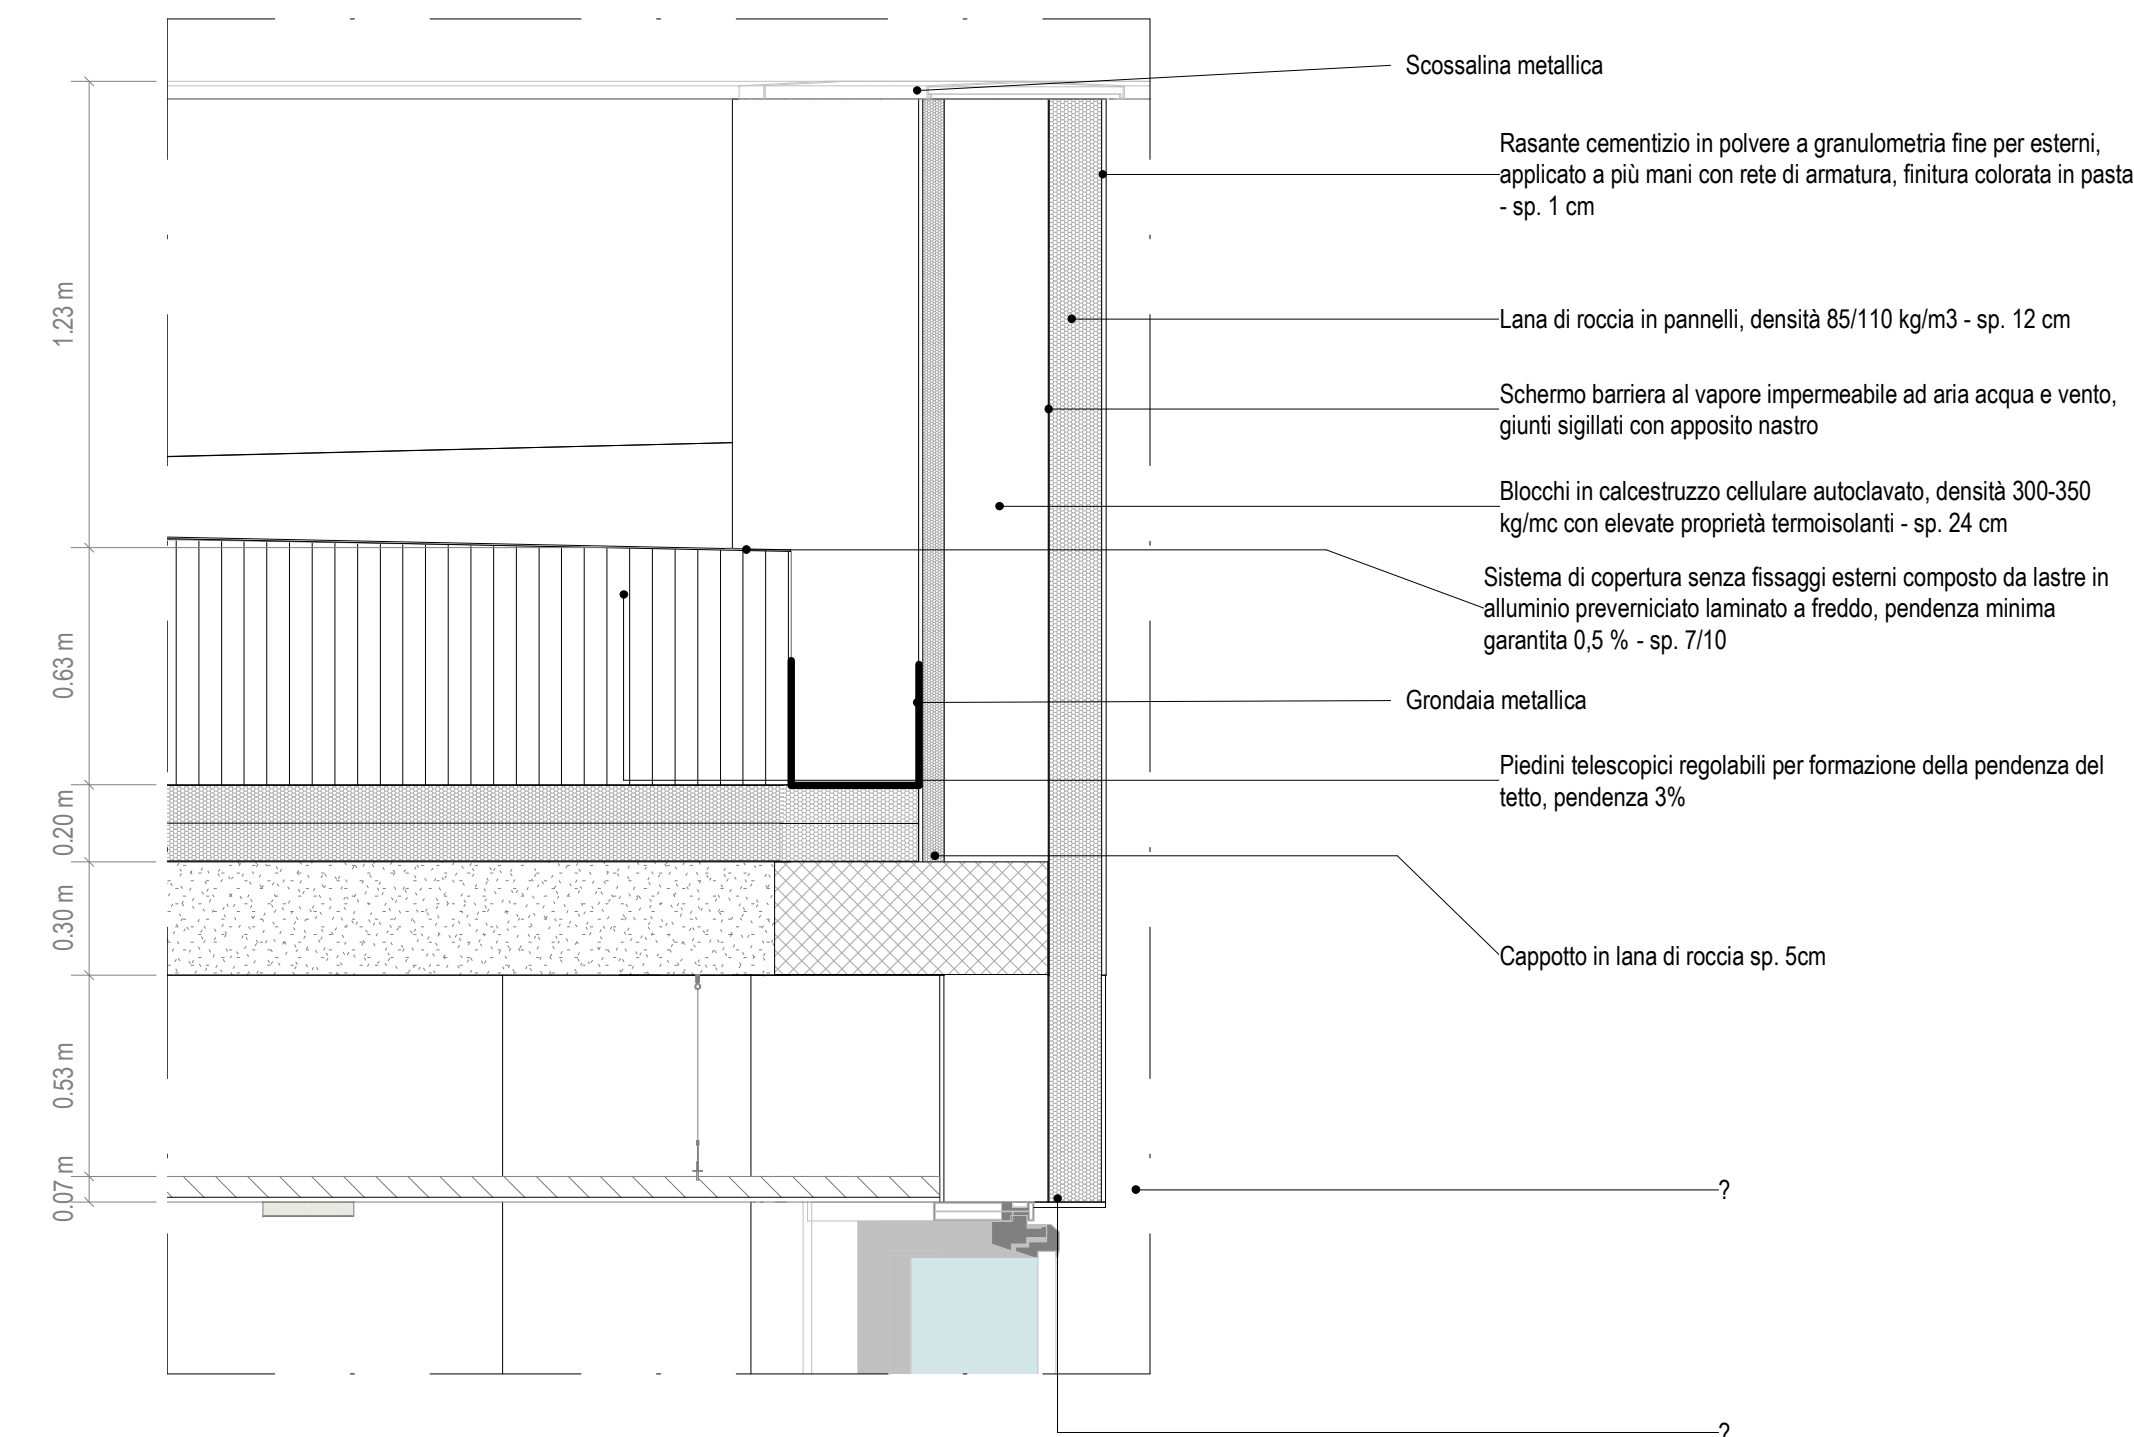 Scossalina metallica
Rasante cementizio in polvere a granulometria fine per esterni,
applicato a più mani con rete di armatura, finitura colorata in pasta
- sp. 1 cm
Lana di roccia in pannelli, densità 85/110 kg/m3 - sp. 12 cm
Schermo barriera al vapore impermeabile ad aria acqua e vento,
giunti sigillati con apposito nastro
Blocchi in calcestruzzo cellulare autoclavato, densità 300-350
kg/mc con elevate proprietà termoisolanti - sp. 24 cm
Sistema di copertura senza fissaggi esterni composto da lastre in
alluminio preverniciato laminato a freddo, pendenza minima
garantita 0,5 % - sp. 7/10
Grondaia metallica
Piedini telescopici regolabili per formazione della pendenza del
tetto, pendenza 3%
Cappotto in lana di roccia sp. 5cm
?
?
1.23 m
0.63 m
0.20 m
0.30 m
0.53 m
0.07 m